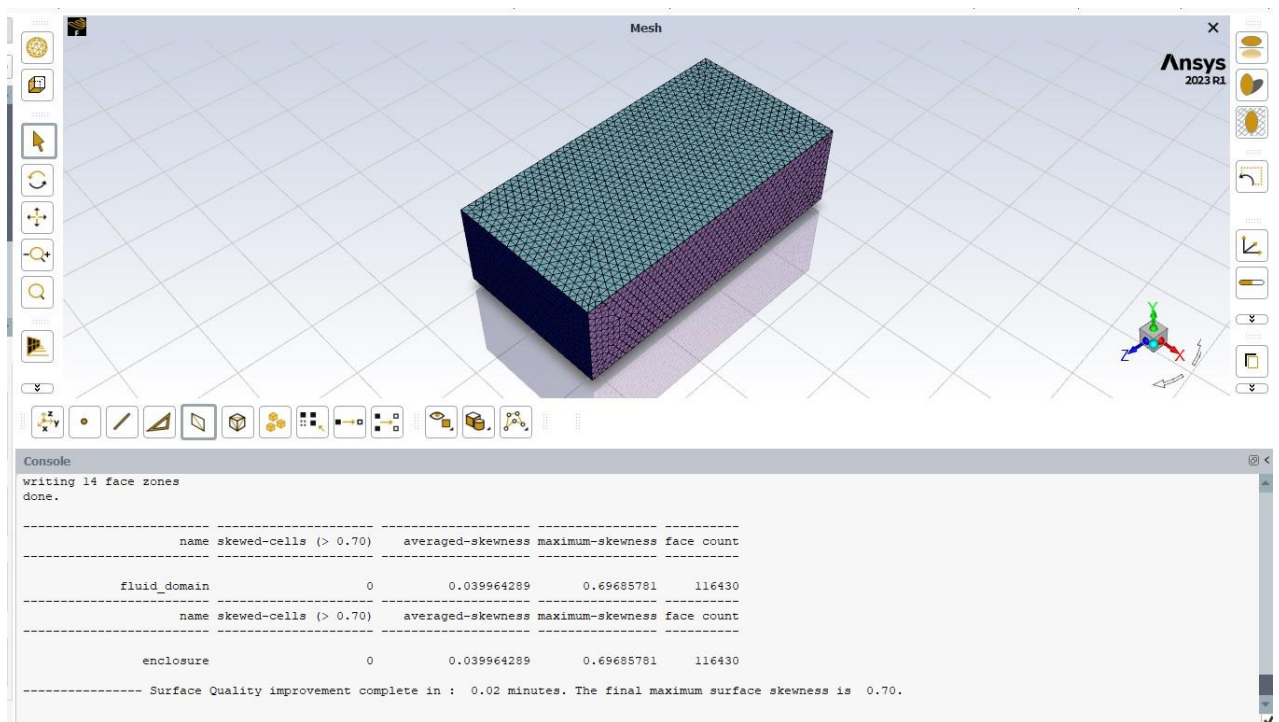 Mesh
Ansys
2023 R1
Y
Z
X
Console
writing 14 face zones
done.
------------------------- --------------------- -------------------- ---------------- ----------
name skewed-cells (> 0.70) averaged-skewness maximum-skewness face count
------------------------- --------------------- -------------------- ---------------- ----------
fluid_domain 0 0.039964289 0.69685781 116430
------------------------- --------------------- -------------------- ---------------- ----------
name skewed-cells (> 0.70) averaged-skewness maximum-skewness face count
------------------------- --------------------- -------------------- ---------------- ----------
enclosure 0 0.039964289 0.69685781 116430
---------------- Surface Quality improvement complete in : 0.02 minutes. The final maximum surface skewness is 0.70.